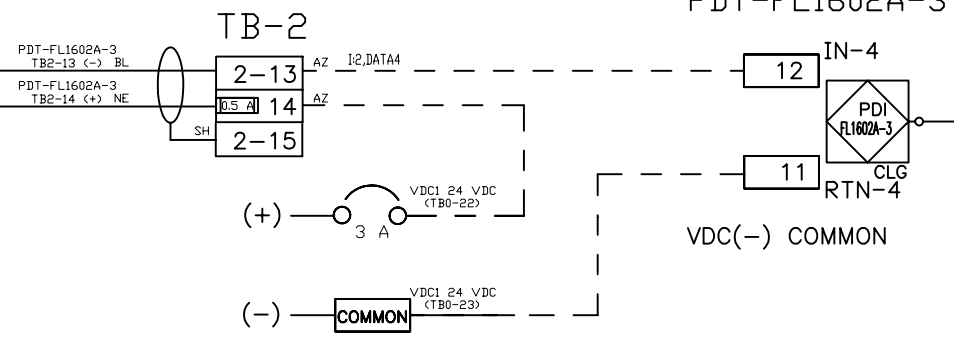 PDT-FL1602A-3
TB-2
PDT-FL1602A-3
TB2-13 (-) BL
PDT-FL1602A-3
TB2-14 (+) NE
SH
2-13
0.5 A 14
2-15
AZ
I:2,DATA4
AZ
12
IN-4
PDI
FL1602A-3
CLG
11
RTN-4
VDC(-) COMMON
(+)
3 A
VDC1 24 VDC
(TB0-22)
(-)
COMMON
VDC1 24 VDC
(TB0-23)